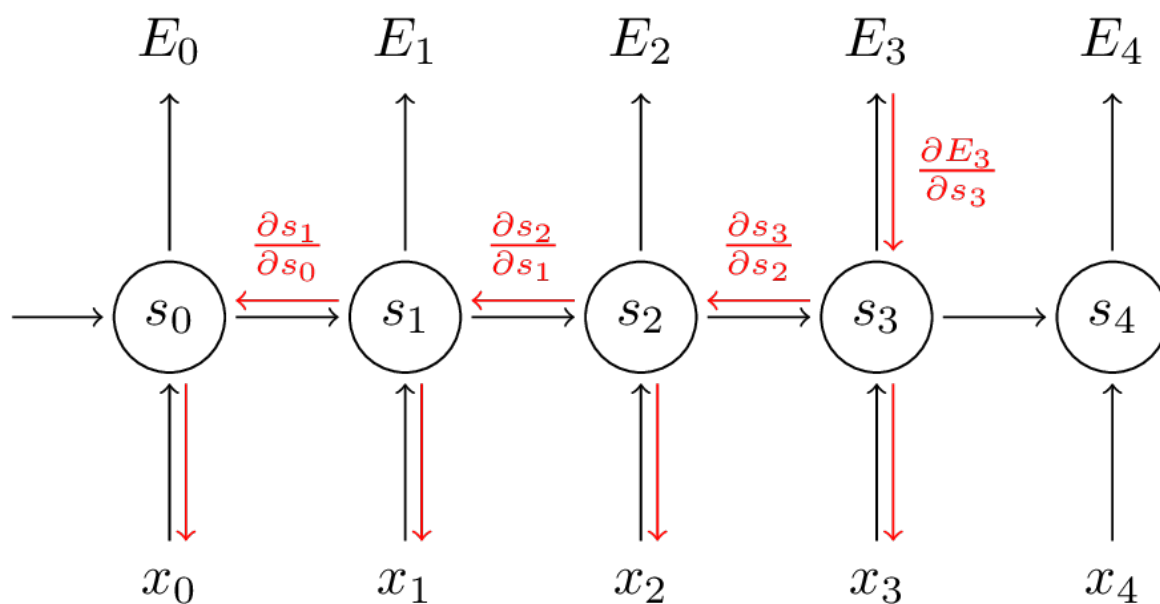 E₀ E₁ E₂ E₃ E₄
∂E₃/∂s₃
∂s₁/∂s₀ ∂s₂/∂s₁ ∂s₃/∂s₂
s₀ s₁ s₂ s₃ s₄
x₀ x₁ x₂ x₃ x₄